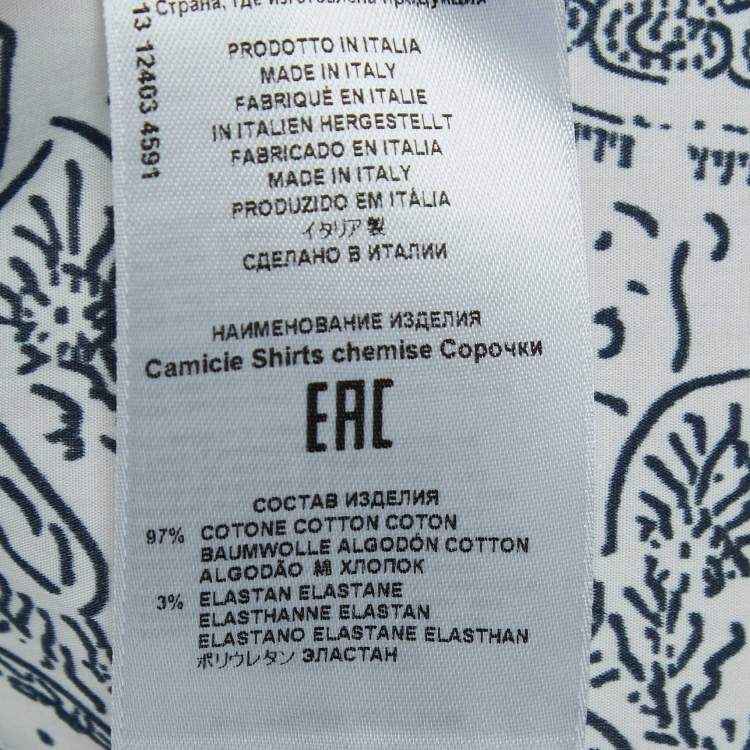 Страна, где изготовлена продукция
13 12403 4591
PRODOTTO IN ITALIA
MADE IN ITALY
FABRIQUÉ EN ITALIE
IN ITALIEN HERGESTELLT
FABRICADO EN ITALIA
MADE IN ITALY
PRODUZIDO EM ITÁLIA
イタリア製
СДЕЛАНО В ИТАЛИИ
НАИМЕНОВАНИЕ ИЗДЕЛИЯ
Camicie Shirts chemise Сорочки
EAC
СОСТАВ ИЗДЕЛИЯ
97% COTONE COTTON COTON
BAUMWOLLE ALGODÓN COTTON
ALGODÃO 綿 ХЛОПОК
3% ELASTAN ELASTANE
ELASTHANNE ELASTAN
ELASTANO ELASTANE ELASTHAN
ポリウレタン ЭЛАСТАН